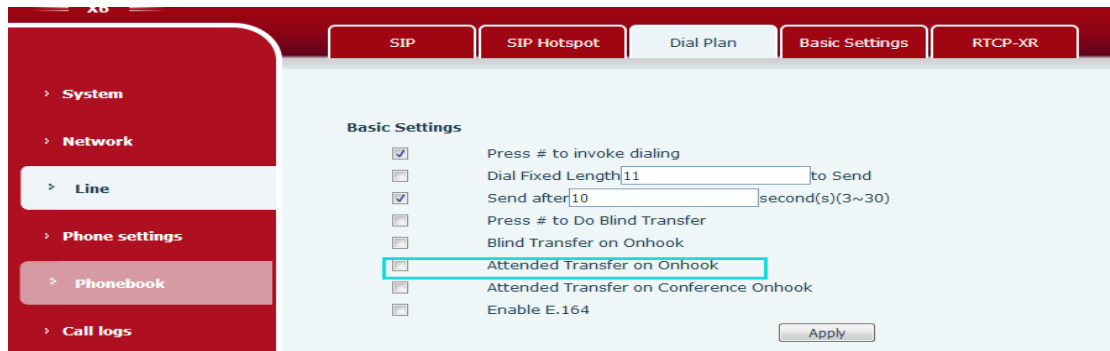 X6
SIP
SIP Hotspot
Dial Plan
Basic Settings
RTCP-XR
System
Network
Line
Phone settings
Phonebook
Call logs
Basic Settings
Press # to invoke dialing
Dial Fixed Length 11 to Send
Send after 10 second(s)(3~30)
Press # to Do Blind Transfer
Blind Transfer on Onhook
Attended Transfer on Onhook
Attended Transfer on Conference Onhook
Enable E.164
Apply